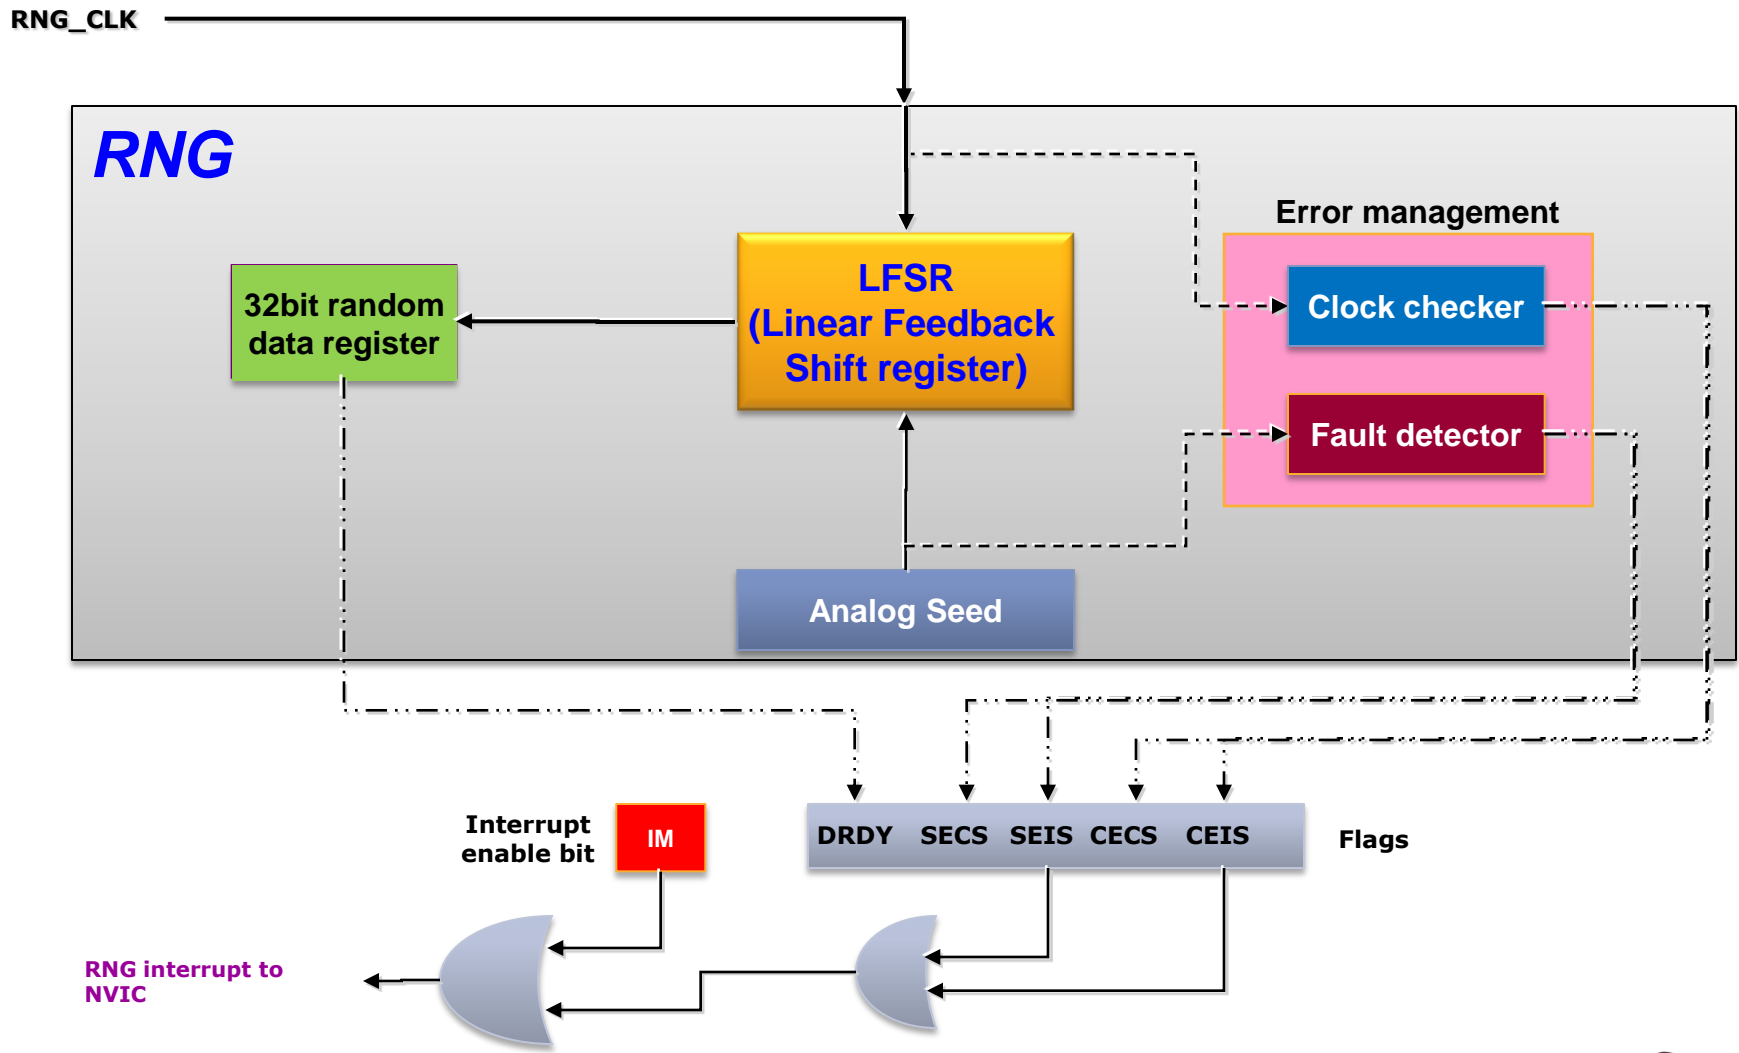 RNG_CLK
RNG
Error management
LFSR
(Linear Feedback
Shift register)
32bit random
data register
Clock checker
Fault detector
Analog Seed
Interrupt
enable bit
IM
DRDY SECS SEIS CECS CEIS
Flags
RNG interrupt to
NVIC